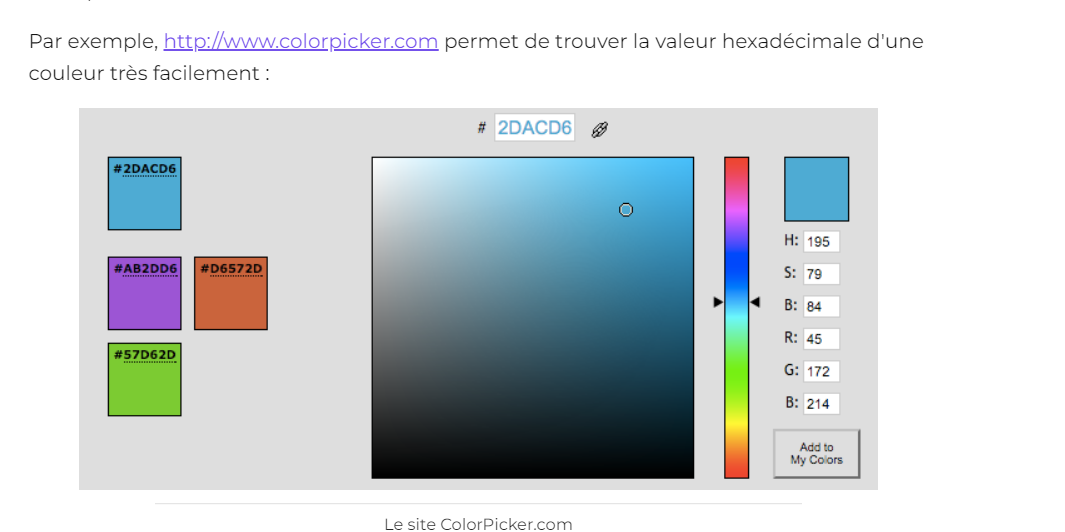 Par exemple, http://www.colorpicker.com permet de trouver la valeur hexadécimale d'une
couleur très facilement :
# 2DACD6
#2DACD6
#AB2DD6 #D6572D
#57D62D
H: 195
S: 79
B: 84
R: 45
G: 172
B: 214
Add to
My Colors
Le site ColorPicker.com